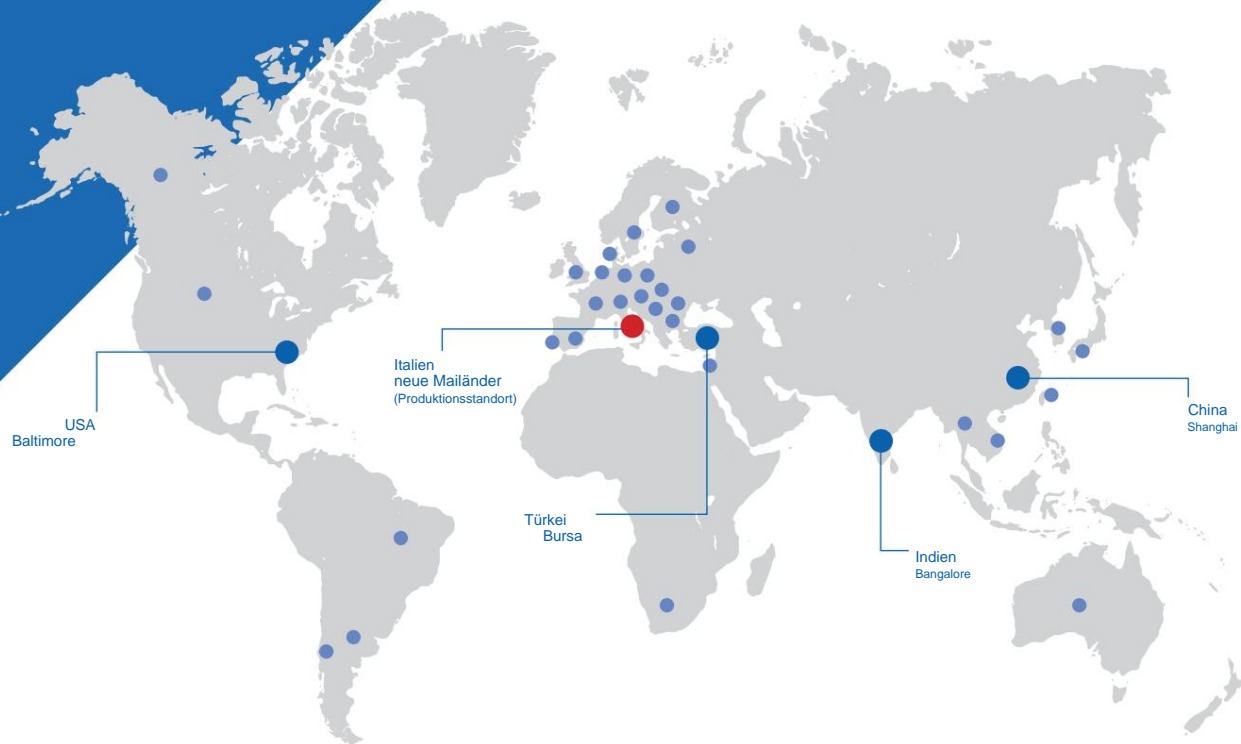 Italien
neue Mailänder
(Produktionsstandort)
USA
Baltimore
China
Shanghai
Türkei
Bursa
Indien
Bangalore